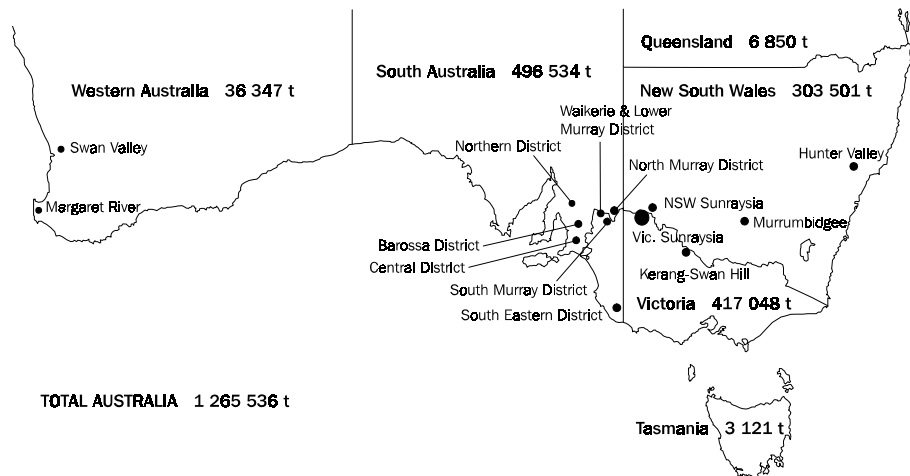 Queensland 6 850 t
South Australia 496 534 t
Western Australia 36 347 t
New South Wales 303 501 t
Waikerie & Lower
Murray District
Northern District
Swan Valley
Hunter Valley
North Murray District
Margaret River
NSW Sunraysia
Murrumbidgee
Vic. Sunraysia
Barossa District
Central District
Kerang-Swan Hill
South Murray District
Victoria 417 048 t
South Eastern District
TOTAL AUSTRALIA 1 265 536 t
Tasmania 3 121 t